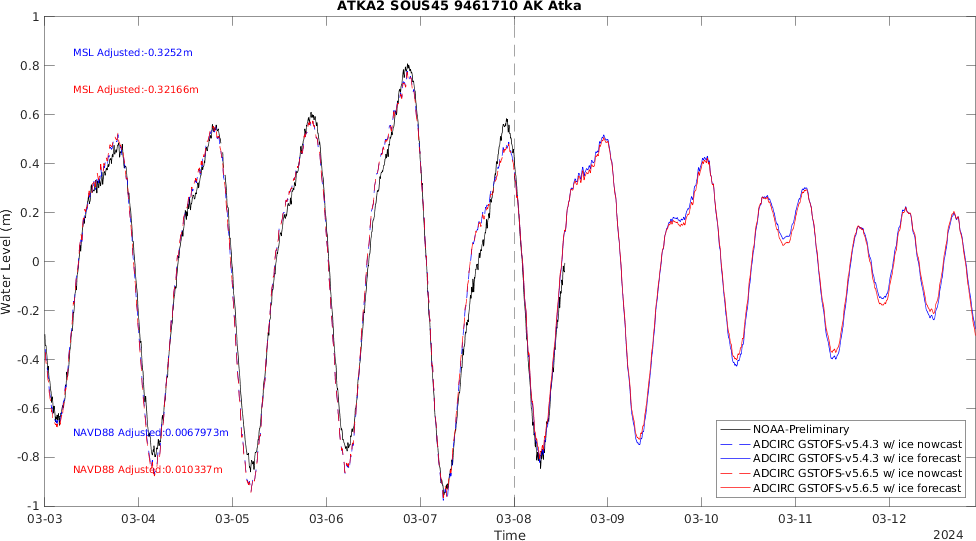 ATKA2 SOUS45 9461710 AK Atka
1
0.8
0.6
0.4
0.2
0
-0.2
-0.4
-0.6
-0.8
-1
Water Level (m)
MSL Adjusted:-0.3252m
MSL Adjusted:-0.32166m
NAVD88 Adjusted:0.0067973m
NAVD88 Adjusted:0.010337m
NOAA-Preliminary
ADCIRC GSTOFS-v5.4.3 w/ ice nowcast
ADCIRC GSTOFS-v5.4.3 w/ ice forecast
ADCIRC GSTOFS-v5.6.5 w/ ice nowcast
ADCIRC GSTOFS-v5.6.5 w/ ice forecast
03-03 03-04 03-05 03-06 03-07 03-08 03-09 03-10 03-11 03-12
Time
2024